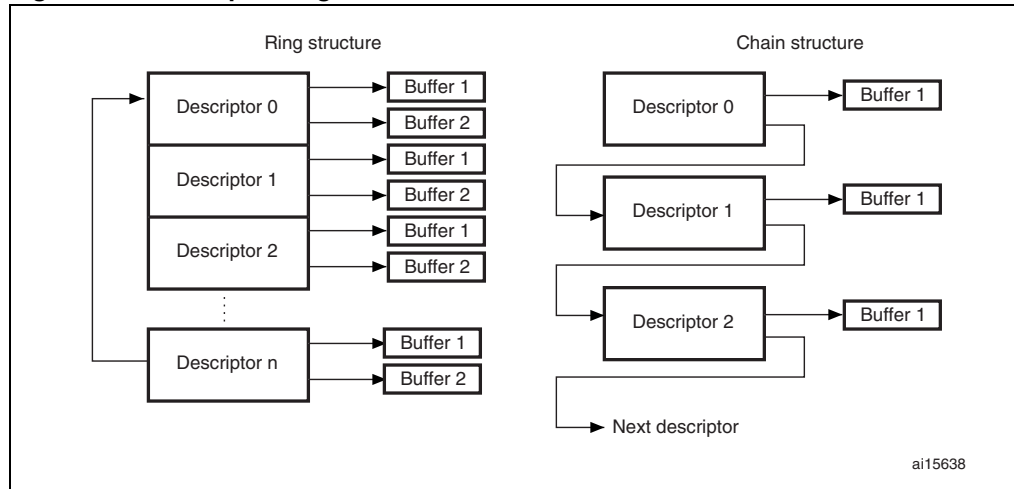 Ring structure
Descriptor 0
Buffer 1
Buffer 2
Descriptor 1
Buffer 1
Buffer 2
Descriptor 2
Buffer 1
Buffer 2
Descriptor n
Buffer 1
Buffer 2
Chain structure
Descriptor 0
Buffer 1
Descriptor 1
Buffer 1
Descriptor 2
Buffer 1
Next descriptor
ai15638